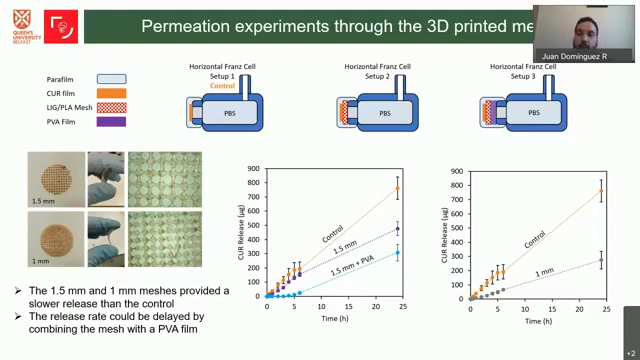 QUEEN'S
UNIVERSITY
BELFAST
Permeation experiments through the 3D printed me
Juan Domínguez R
Parafilm
CUR film
LIG/PLA Mesh
PVA Film
Horizontal Franz Cell
Setup 1
Control
PBS
Horizontal Franz Cell
Setup 2
PBS
Horizontal Franz Cell
Setup 3
PBS
1.5 mm
1 mm
CUR Release (µg)
900
800
700
600
500
400
300
200
100
0
0 5 10 15 20 25
Time (h)
Control
1.5 mm
1.5 mm + PVA
CUR Release (µg)
900
800
700
600
500
400
300
200
100
0
0 5 10 15 20 25
Time (h)
Control
1 mm
The 1.5 mm and 1 mm meshes provided a
slower release than the control
The release rate could be delayed by
combining the mesh with a PVA film
+2